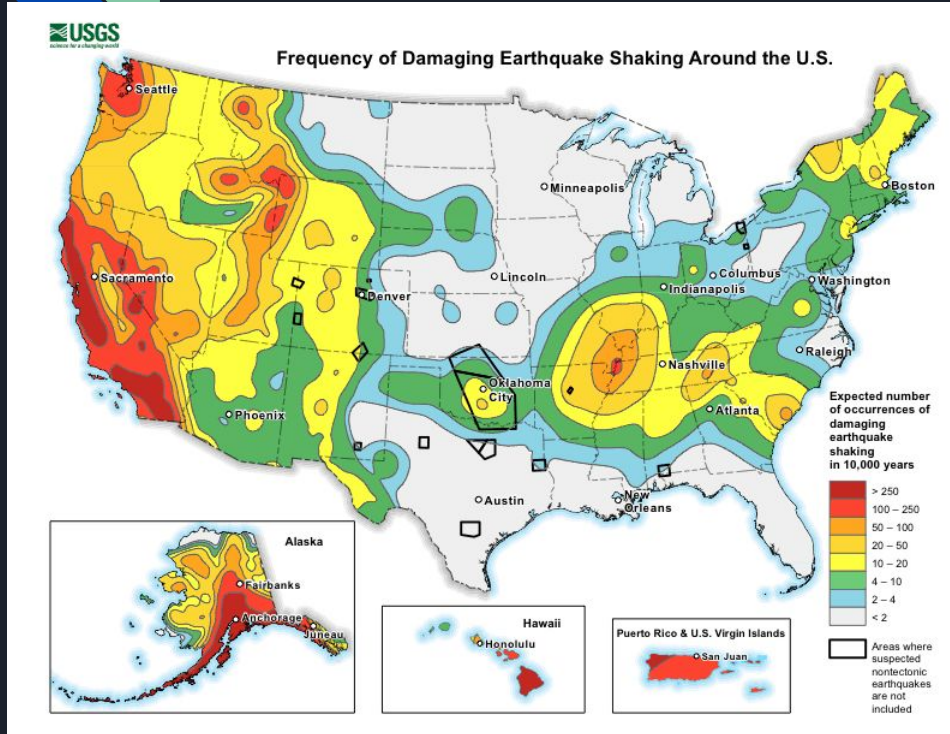 USGS
science for a changing world
Frequency of Damaging Earthquake Shaking Around the U.S.
Seattle
Minneapolis
Boston
Sacramento
Lincoln
Columbus
Indianapolis
Washington
Denver
Raleigh
Nashville
Oklahoma
City
Atlanta
Phoenix
Austin
New
Orleans
Expected number
of occurrences of
damaging
earthquake
shaking
in 10,000 years
> 250
100 – 250
50 – 100
20 – 50
10 – 20
4 – 10
2 – 4
< 2
Areas where
suspected
nontectonic
earthquakes
are not
included
Alaska
Fairbanks
Anchorage
Juneau
Hawaii
Honolulu
Puerto Rico & U.S. Virgin Islands
San Juan